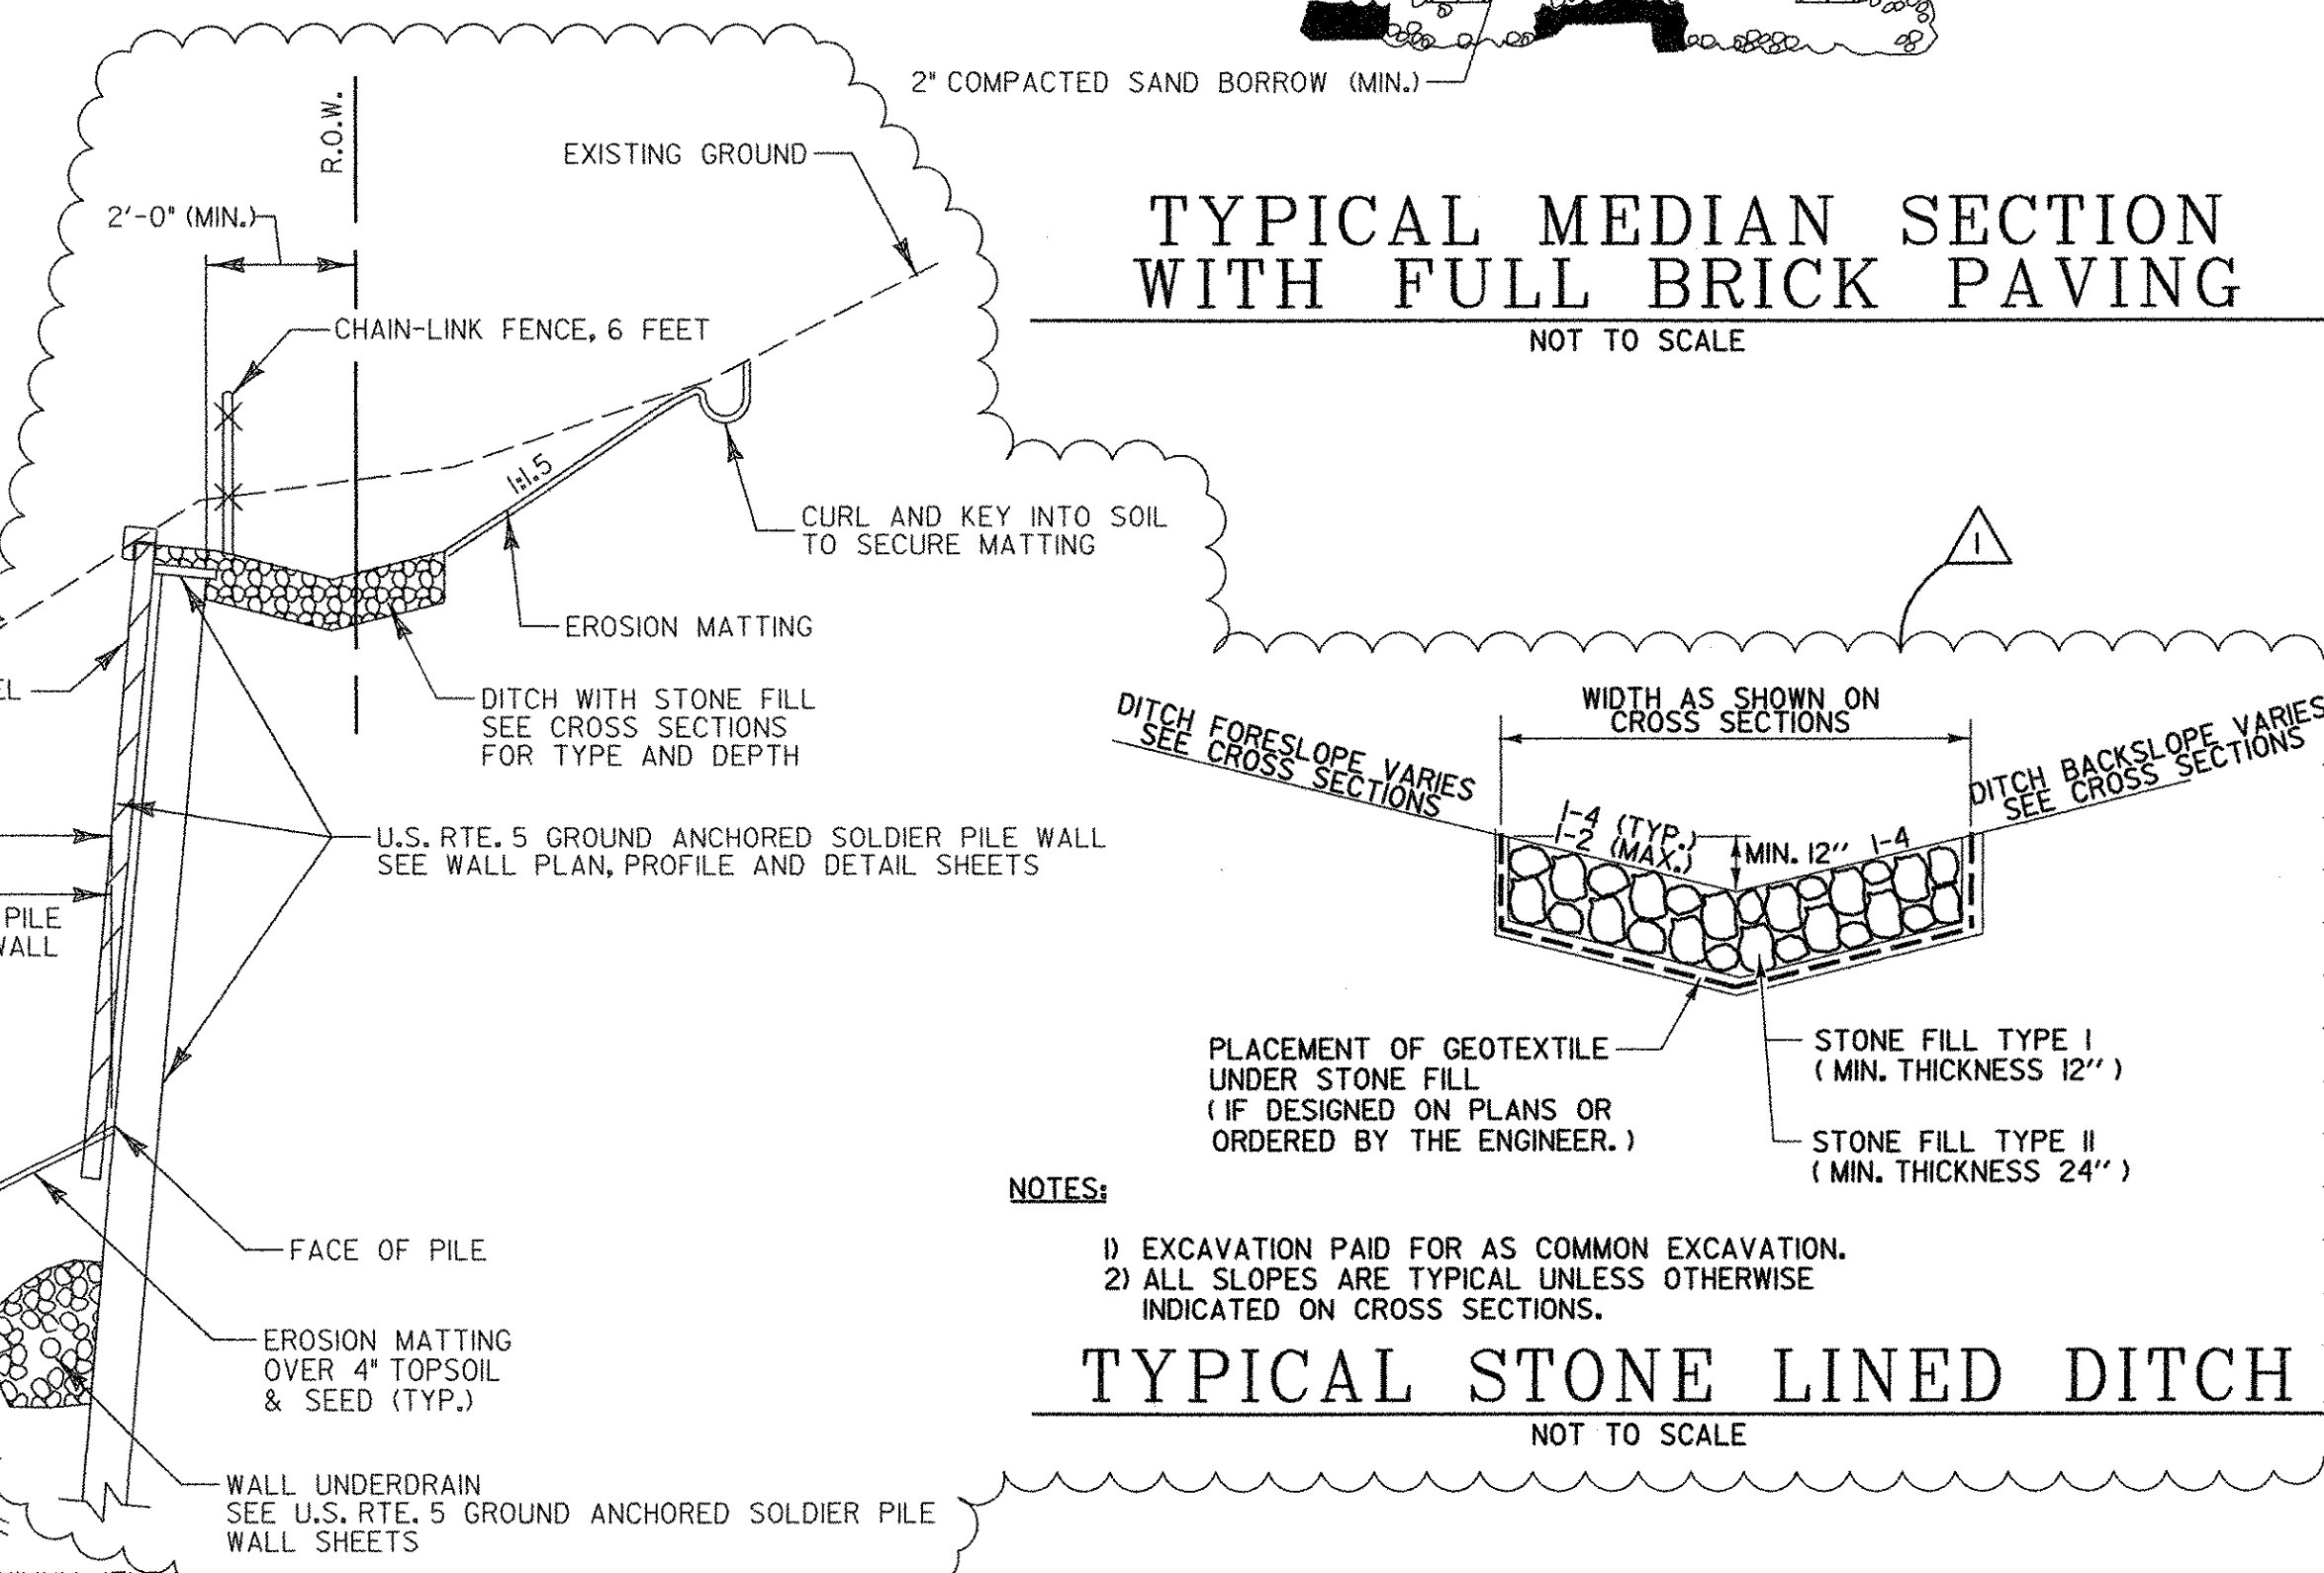 2" COMPACTED SAND BORROW (MIN.)
R.O.W.
EXISTING GROUND
2'-0" (MIN.)
CHAIN-LINK FENCE, 6 FEET
1:1.5
CURL AND KEY INTO SOIL
TO SECURE MATTING
EROSION MATTING
DITCH WITH STONE FILL
SEE CROSS SECTIONS
FOR TYPE AND DEPTH
U.S. RTE. 5 GROUND ANCHORED SOLDIER PILE WALL
SEE WALL PLAN, PROFILE AND DETAIL SHEETS
PILE
WALL
FACE OF PILE
EROSION MATTING
OVER 4" TOPSOIL
& SEED (TYP.)
WALL UNDERDRAIN
SEE U.S. RTE. 5 GROUND ANCHORED SOLDIER PILE
WALL SHEETS
TYPICAL MEDIAN SECTION
WITH FULL BRICK PAVING
NOT TO SCALE
1
WIDTH AS SHOWN ON
CROSS SECTIONS
DITCH FORESLOPE VARIES
SEE CROSS SECTIONS
DITCH BACKSLOPE VARIES
SEE CROSS SECTIONS
1-4 (TYP.)
1-2 (MAX.)
MIN. 12"
1-4
PLACEMENT OF GEOTEXTILE
UNDER STONE FILL
(IF DESIGNED ON PLANS OR
ORDERED BY THE ENGINEER.)
STONE FILL TYPE I
(MIN. THICKNESS 12")
STONE FILL TYPE II
(MIN. THICKNESS 24")
NOTES:
1) EXCAVATION PAID FOR AS COMMON EXCAVATION.
2) ALL SLOPES ARE TYPICAL UNLESS OTHERWISE
INDICATED ON CROSS SECTIONS.
TYPICAL STONE LINED DITCH
NOT TO SCALE